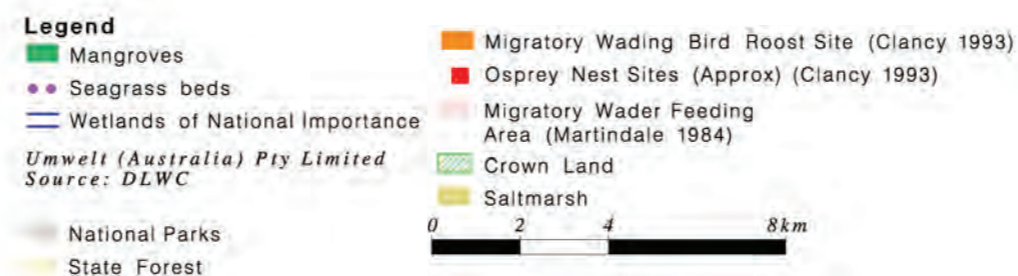 Legend
Mangroves
Seagrass beds
Wetlands of National Importance
Umwelt (Australia) Pty Limited
Source: DLWC
National Parks
State Forest
Migratory Wading Bird Roost Site (Clancy 1993)
Osprey Nest Sites (Approx) (Clancy 1993)
Migratory Wader Feeding
Area (Martindale 1984)
Crown Land
Saltmarsh
0 2 4 8km